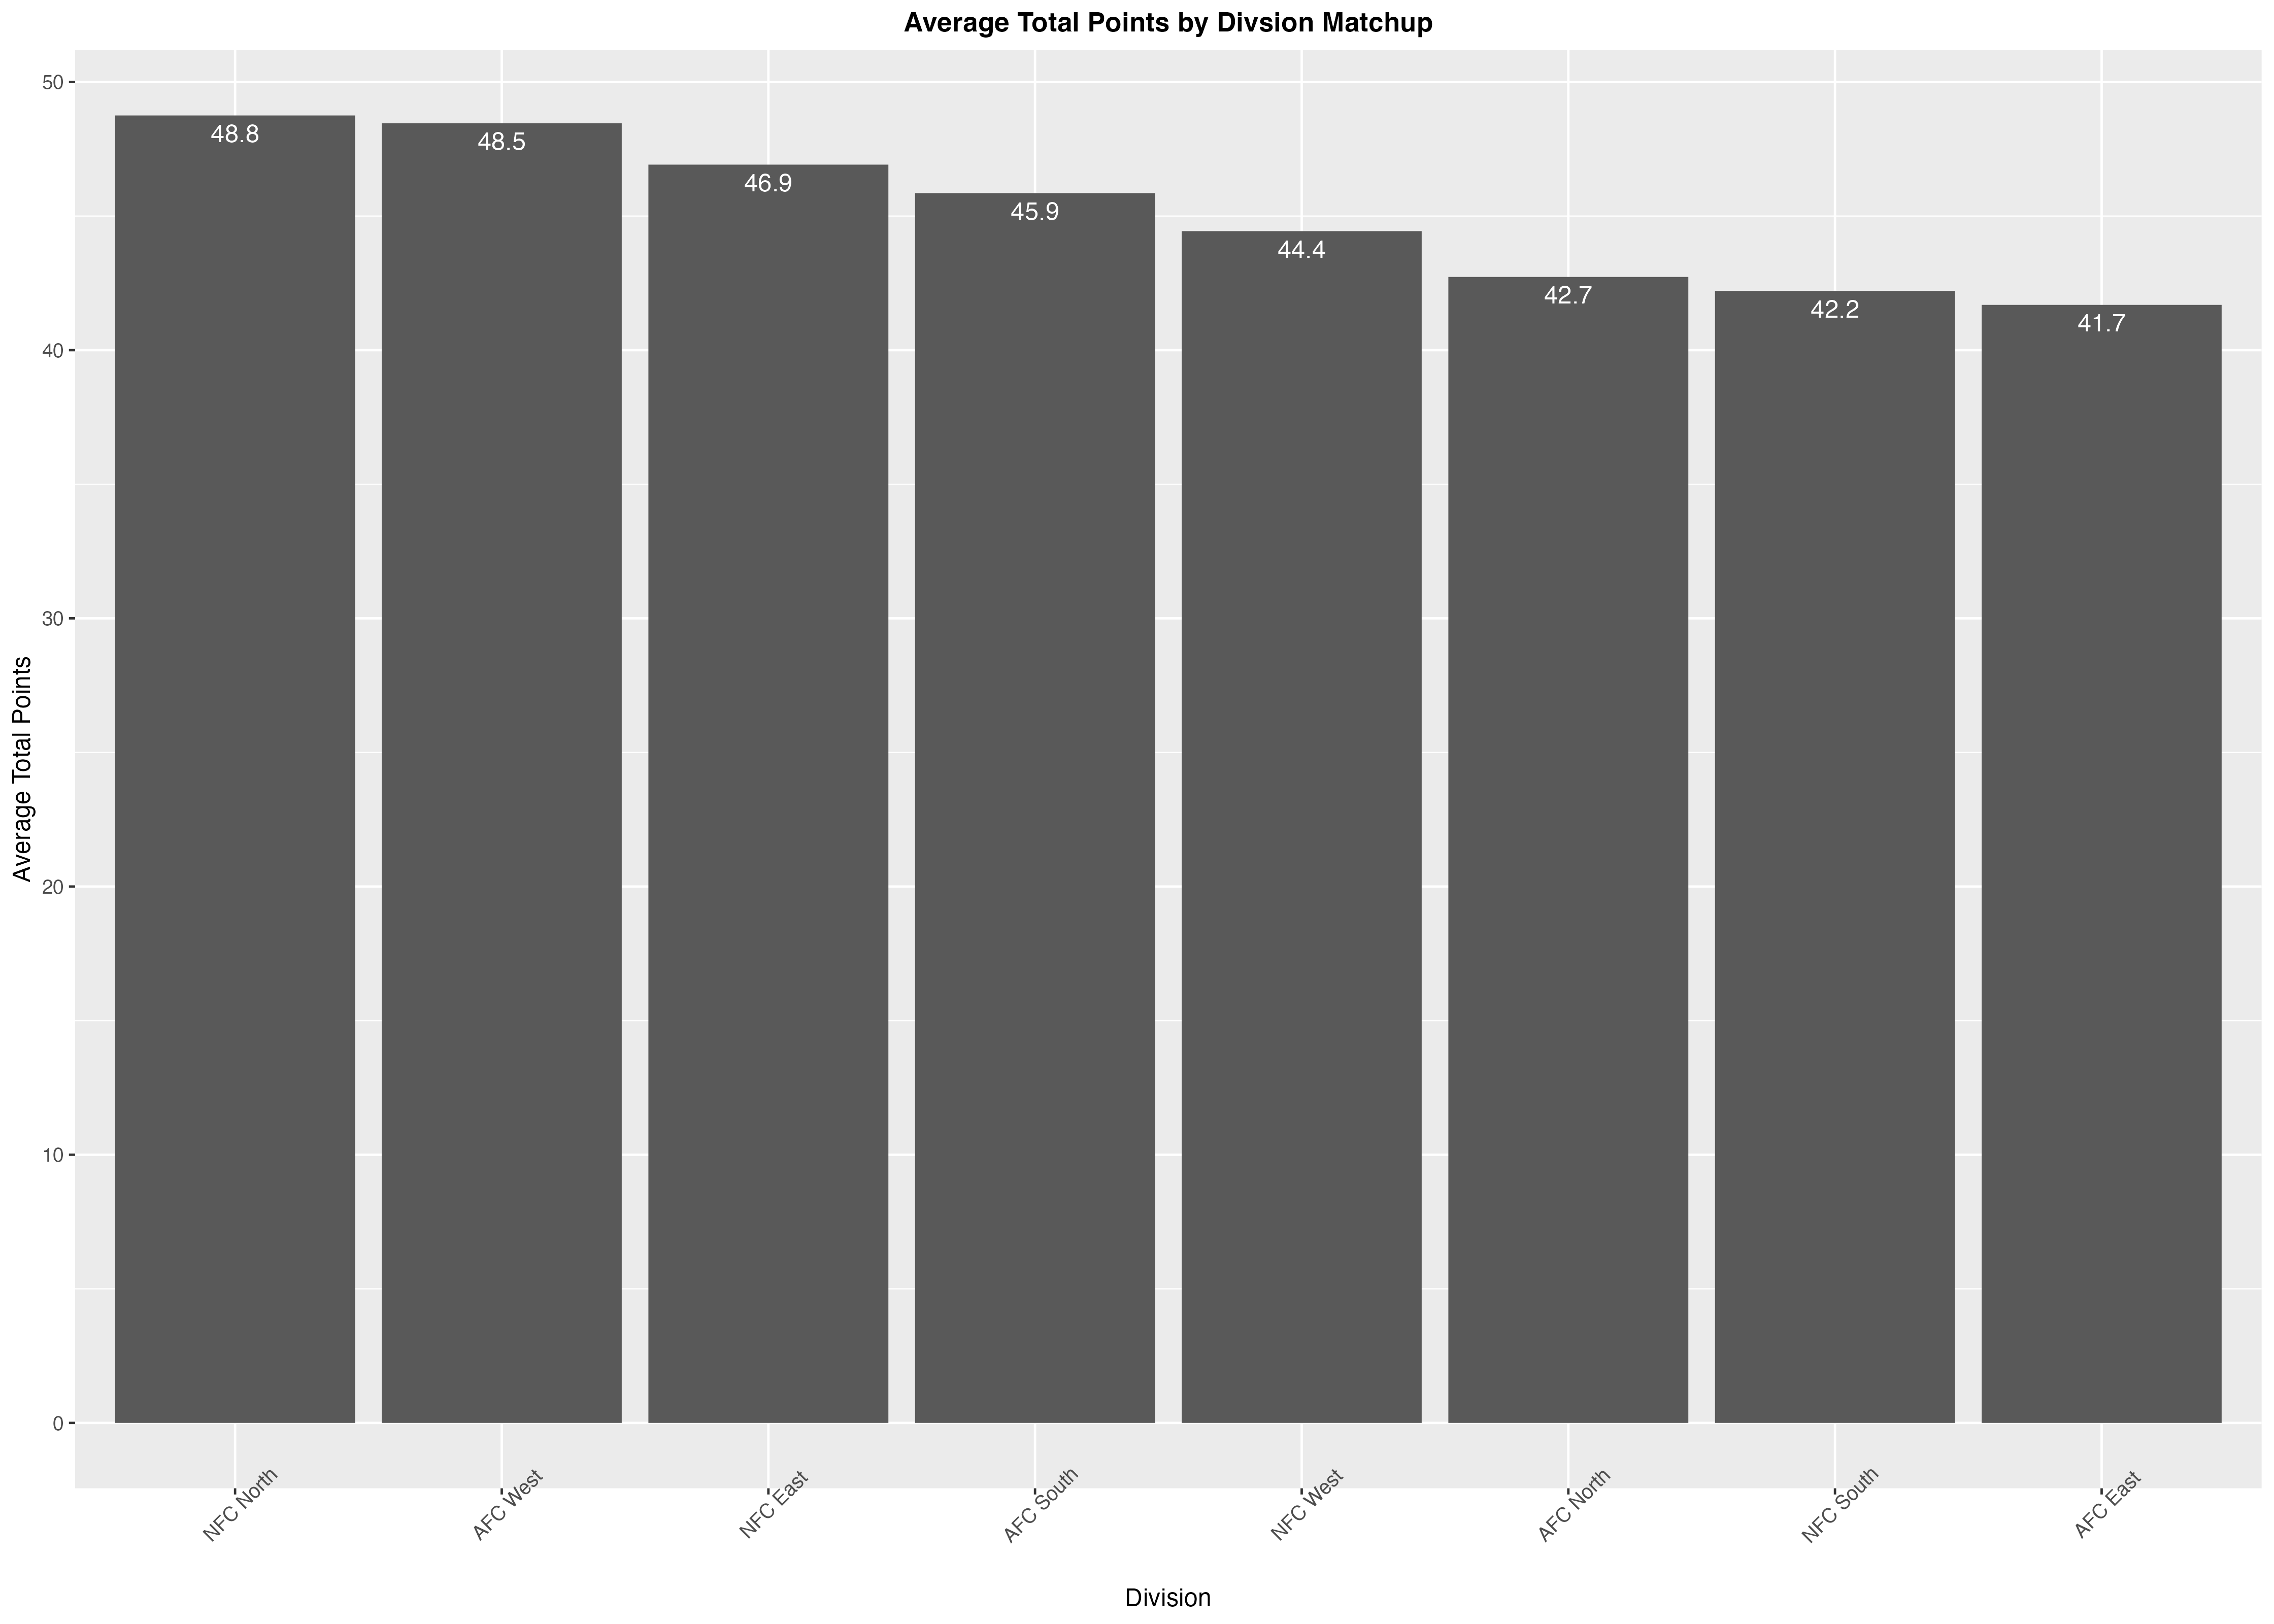 Average Total Points by Divsion Matchup
50
40
30
20
10
0
Average Total Points
48.8
48.5
46.9
45.9
44.4
42.7
42.2
41.7
NFC North
AFC West
NFC East
AFC South
NFC West
AFC North
NFC South
AFC East
Division